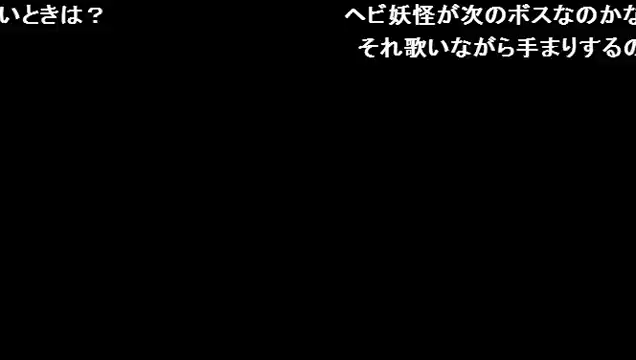 いときは？
ヘビ妖怪が次のボスなのかな
それ歌いながら手まりするの